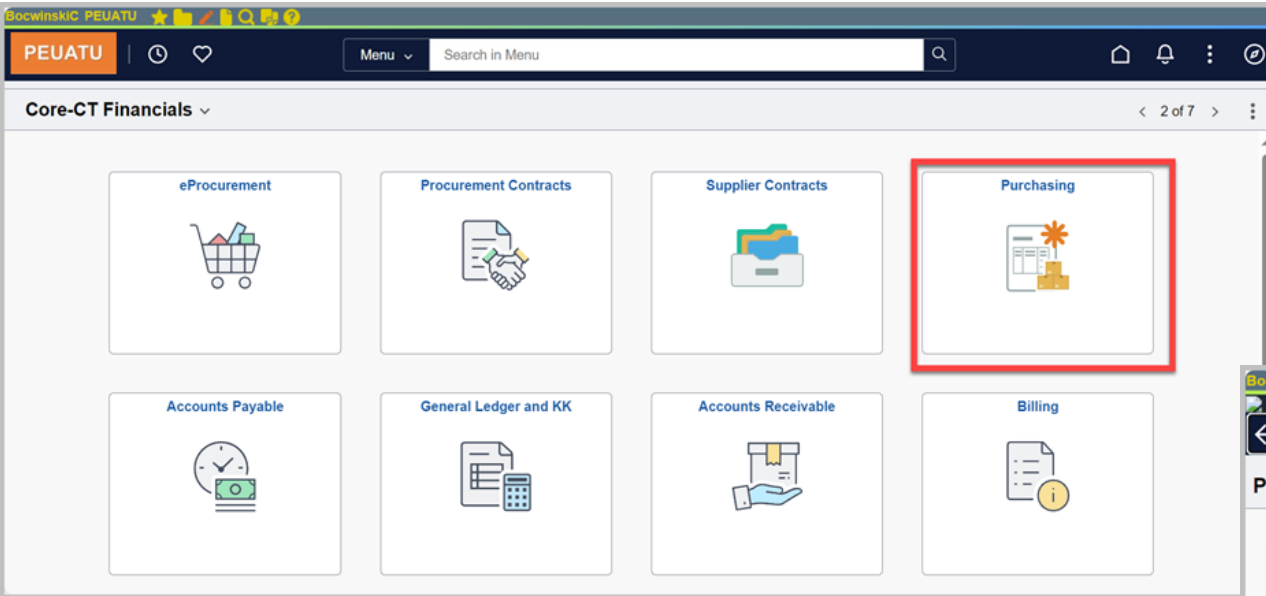 BocwinskiC PEUATU
PEUATU
Menu
Search in Menu
Core-CT Financials
2 of 7
eProcurement
Procurement Contracts
Supplier Contracts
Purchasing
Accounts Payable
General Ledger and KK
Accounts Receivable
Billing
Bo
P